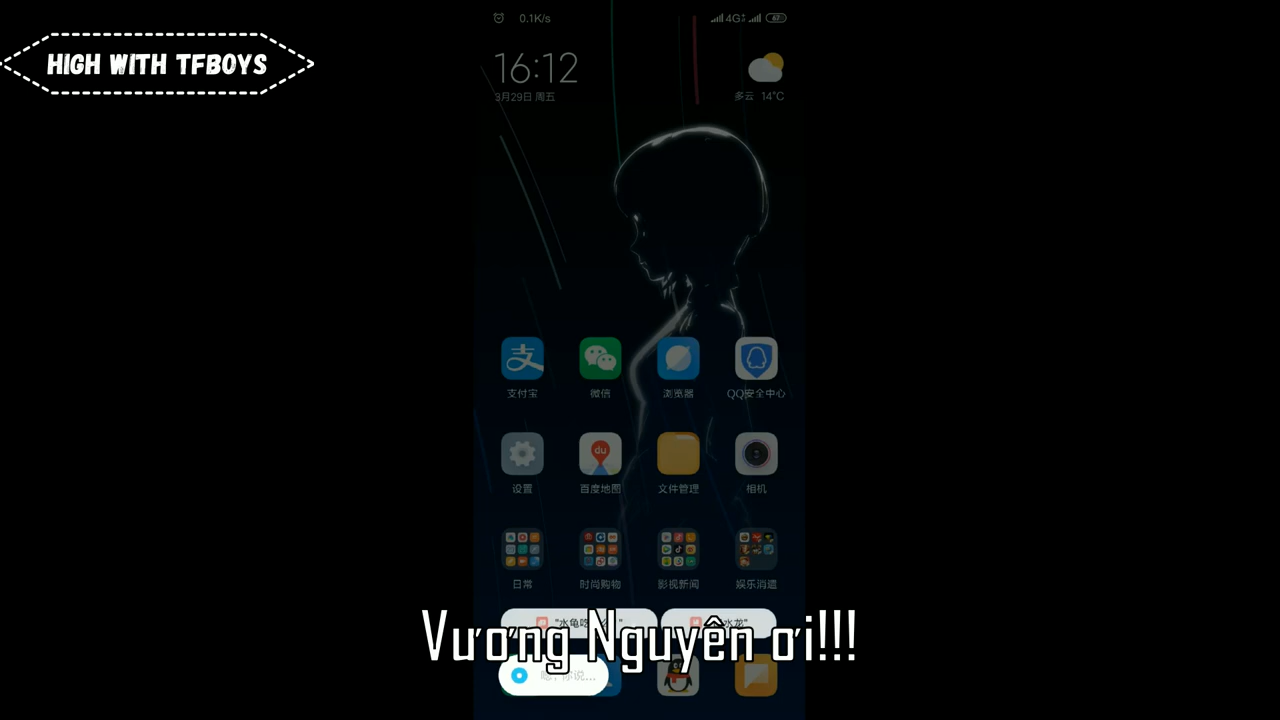 HIGH WITH TFBOYS
0.1K/s
4G
67
16:12
3月29日 周五
多云 14°C
支付宝
微信
浏览器
QQ安全中心
设置
du
百度地图
文件管理
相机
日常
时尚购物
影视新闻
娱乐消遣
Vương Nguyên ơi!!!